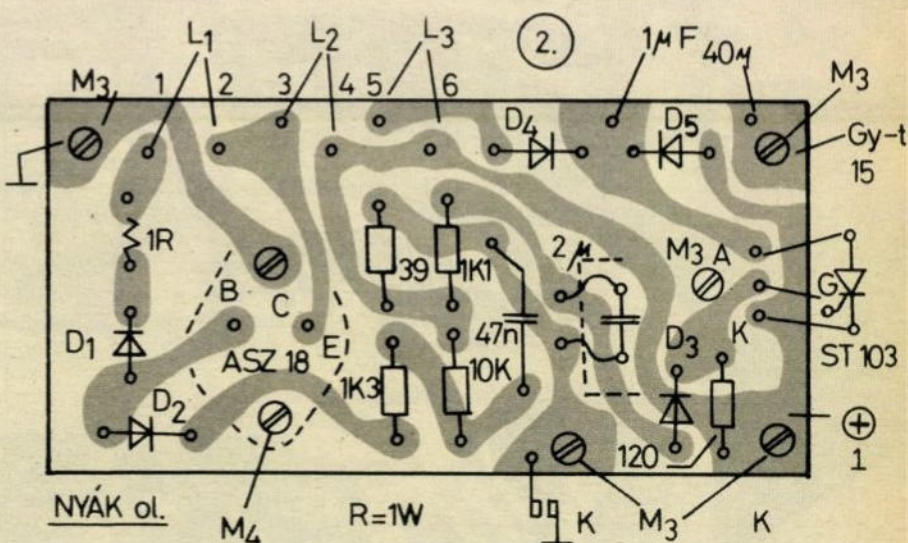 L1 L2 L3 2. 1µF 40µ
M3 1 2 3 4 5 6 M3
D4 D5 Gy-t
15
1R 39 1K1 2µ M3 A
B C G
D1 E 47n D3 K
ASZ 18 1K3 10K ST 103
D2 120 +
1
NYÁK ol. M4 R=1W K M3 K